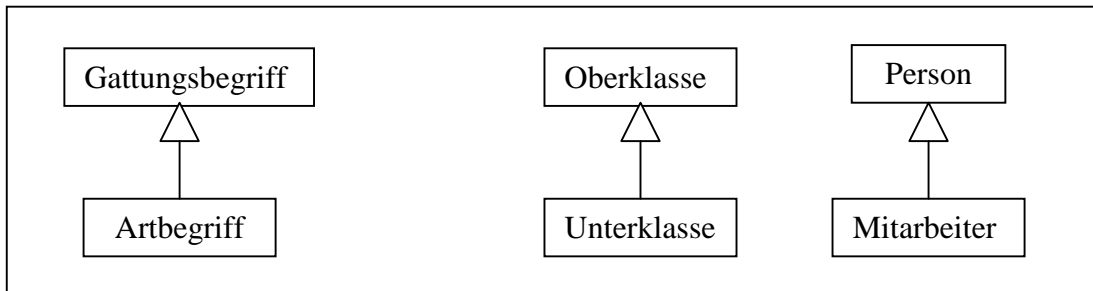 Gattungsbegriff
Oberklasse
Person
Artbegriff
Unterklasse
Mitarbeiter